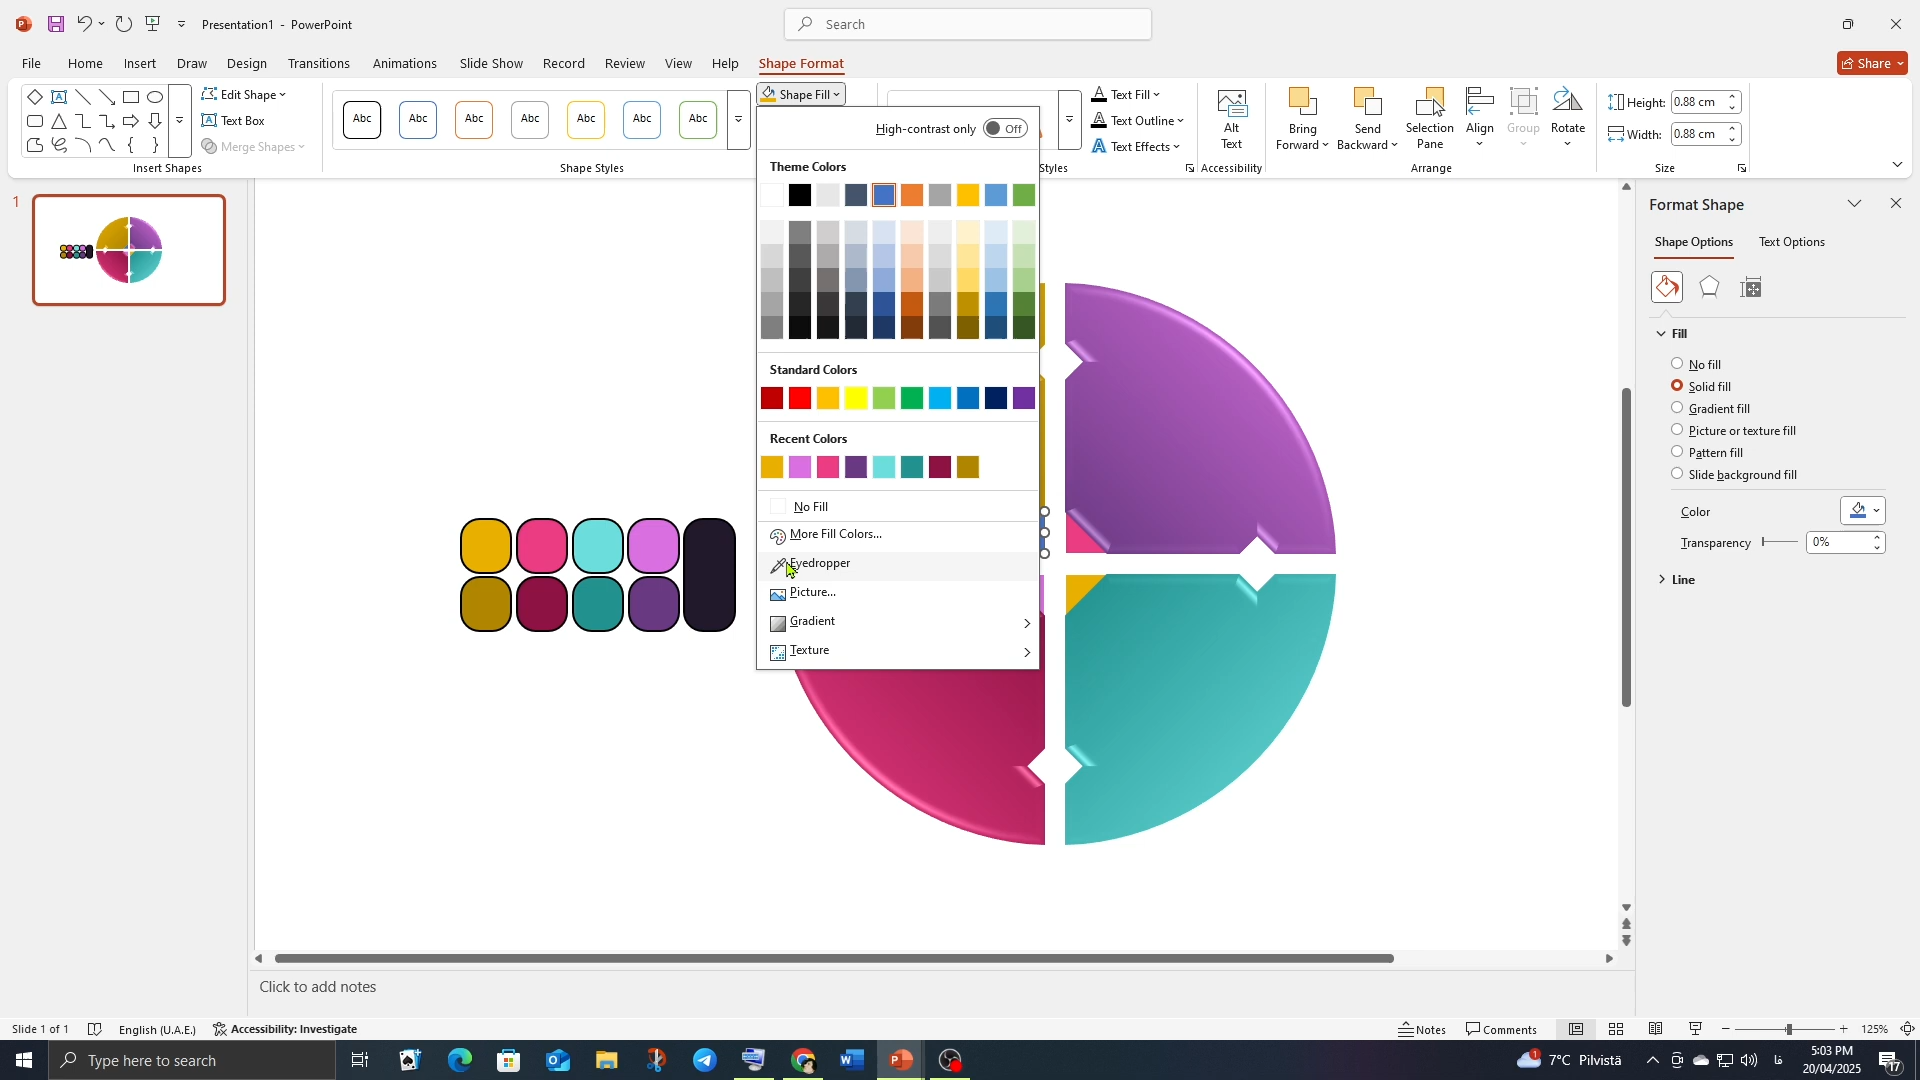 Presentation1 - PowerPoint
Search
File Home Insert Draw Design Transitions Animations Slide Show Record Review View Help Shape Format
Share
Edit Shape
Text Box
Merge Shapes
Insert Shapes
Abc Abc Abc Abc Abc Abc Abc
Shape Styles
Shape Fill
Text Fill
Text Outline
Text Effects
Styles
Alt Text
Accessibility
Bring Forward
Send Backward
Selection Pane
Align
Group
Rotate
Arrange
Height: 0.88 cm
Width: 0.88 cm
Size
High-contrast only Off
Theme Colors
Standard Colors
Recent Colors
No Fill
More Fill Colors...
Eyedropper
Picture...
Gradient
Texture
1
Format Shape
Shape Options Text Options
Fill
No fill
Solid fill
Gradient fill
Picture or texture fill
Pattern fill
Slide background fill
Color
Transparency 0%
Line
Click to add notes
Slide 1 of 1 English (U.A.E.) Accessibility: Investigate
Notes Comments 125%
Type here to search
1
7°C Pilvistä
فا
5:03 PM
20/04/2025
17